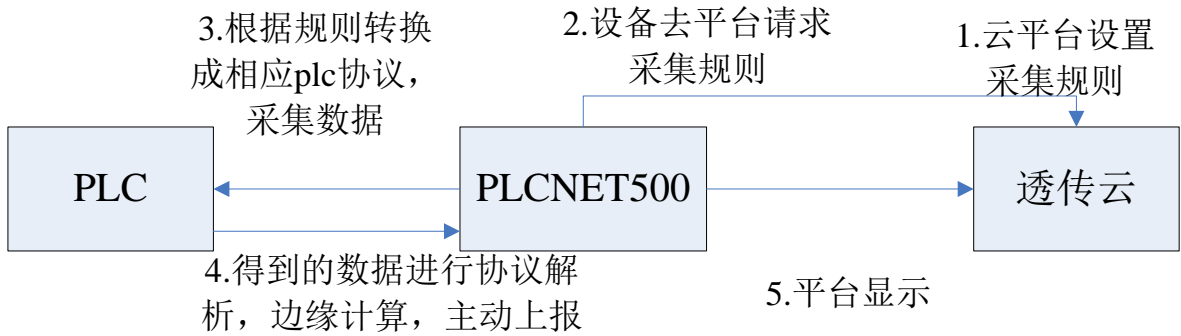 3.根据规则转换
成相应plc协议，
采集数据
2.设备去平台请求
采集规则
1.云平台设置
采集规则
PLC
PLCNET500
透传云
4.得到的数据进行协议解
析，边缘计算，主动上报
5.平台显示